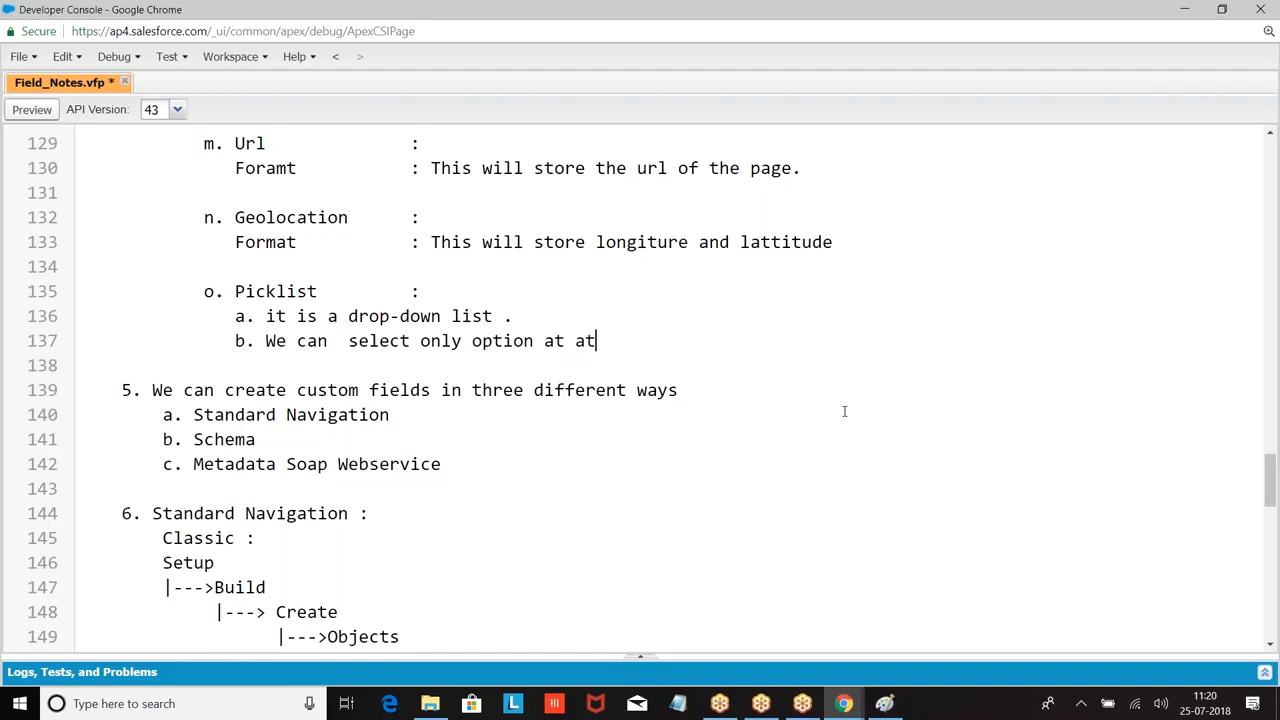 Developer Console - Google Chrome
Secure https://ap4.salesforce.com/_ui/common/apex/debug/ApexCSIPage
File Edit Debug Test Workspace Help < >
Field_Notes.vfp *
Preview API Version: 43
129 m. Url :
130 Foramt : This will store the url of the page.
131
132 n. Geolocation :
133 Format : This will store longiture and lattitude
134
135 o. Picklist :
136 a. it is a drop-down list .
137 b. We can select only option at at
138
139 5. We can create custom fields in three different ways
140 a. Standard Navigation
141 b. Schema
142 c. Metadata Soap Webservice
143
144 6. Standard Navigation :
145 Classic :
146 Setup
147 |--->Build
148 |---> Create
149 |--->Objects
Logs, Tests, and Problems
Type here to search
11:20
25-07-2018